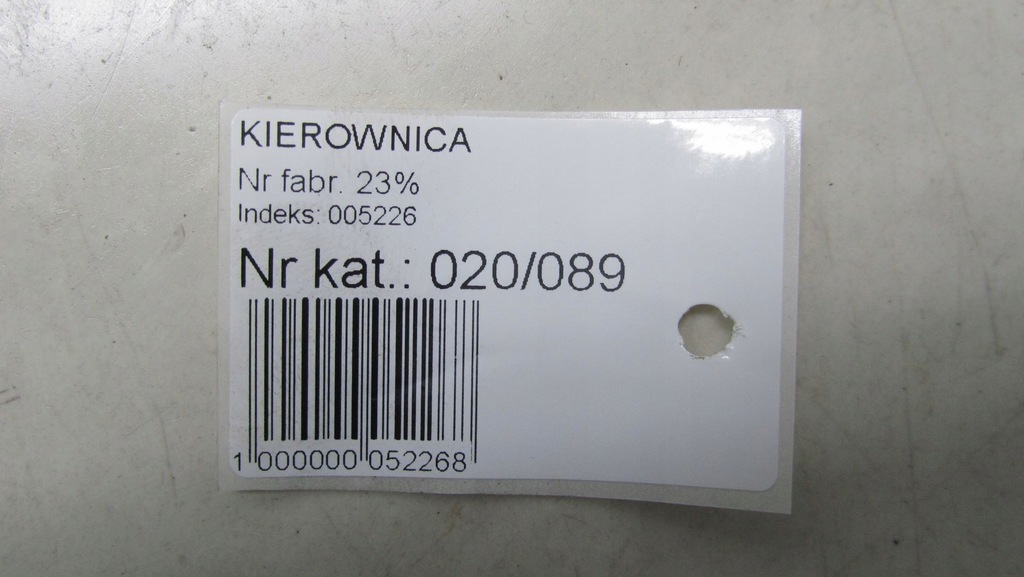 KIEROWNICA
Nr fabr. 23%
Indeks: 005226
Nr kat.: 020/089
1 000000 052268